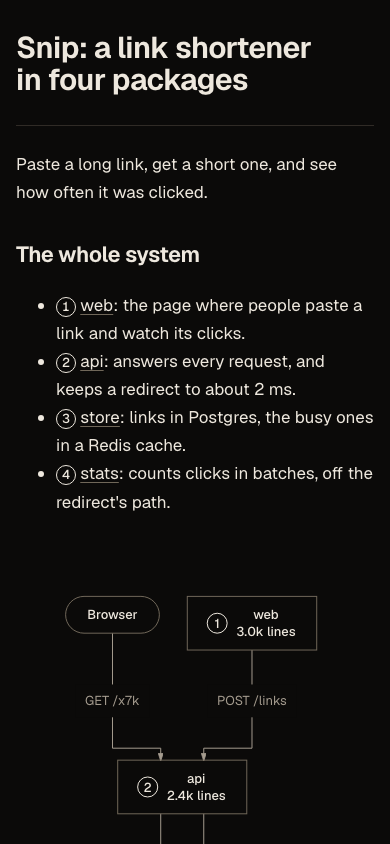 Snip: a link shortener
in four packages
Paste a long link, get a short one, and see
how often it was clicked.
The whole system
• ① web: the page where people paste a
link and watch its clicks.
• ② api: answers every request, and
keeps a redirect to about 2 ms.
• ③ store: links in Postgres, the busy ones
in a Redis cache.
• ④ stats: counts clicks in batches, off the
redirect's path.
Browser
① web
3.0k lines
GET /x7k
POST /links
② api
2.4k lines